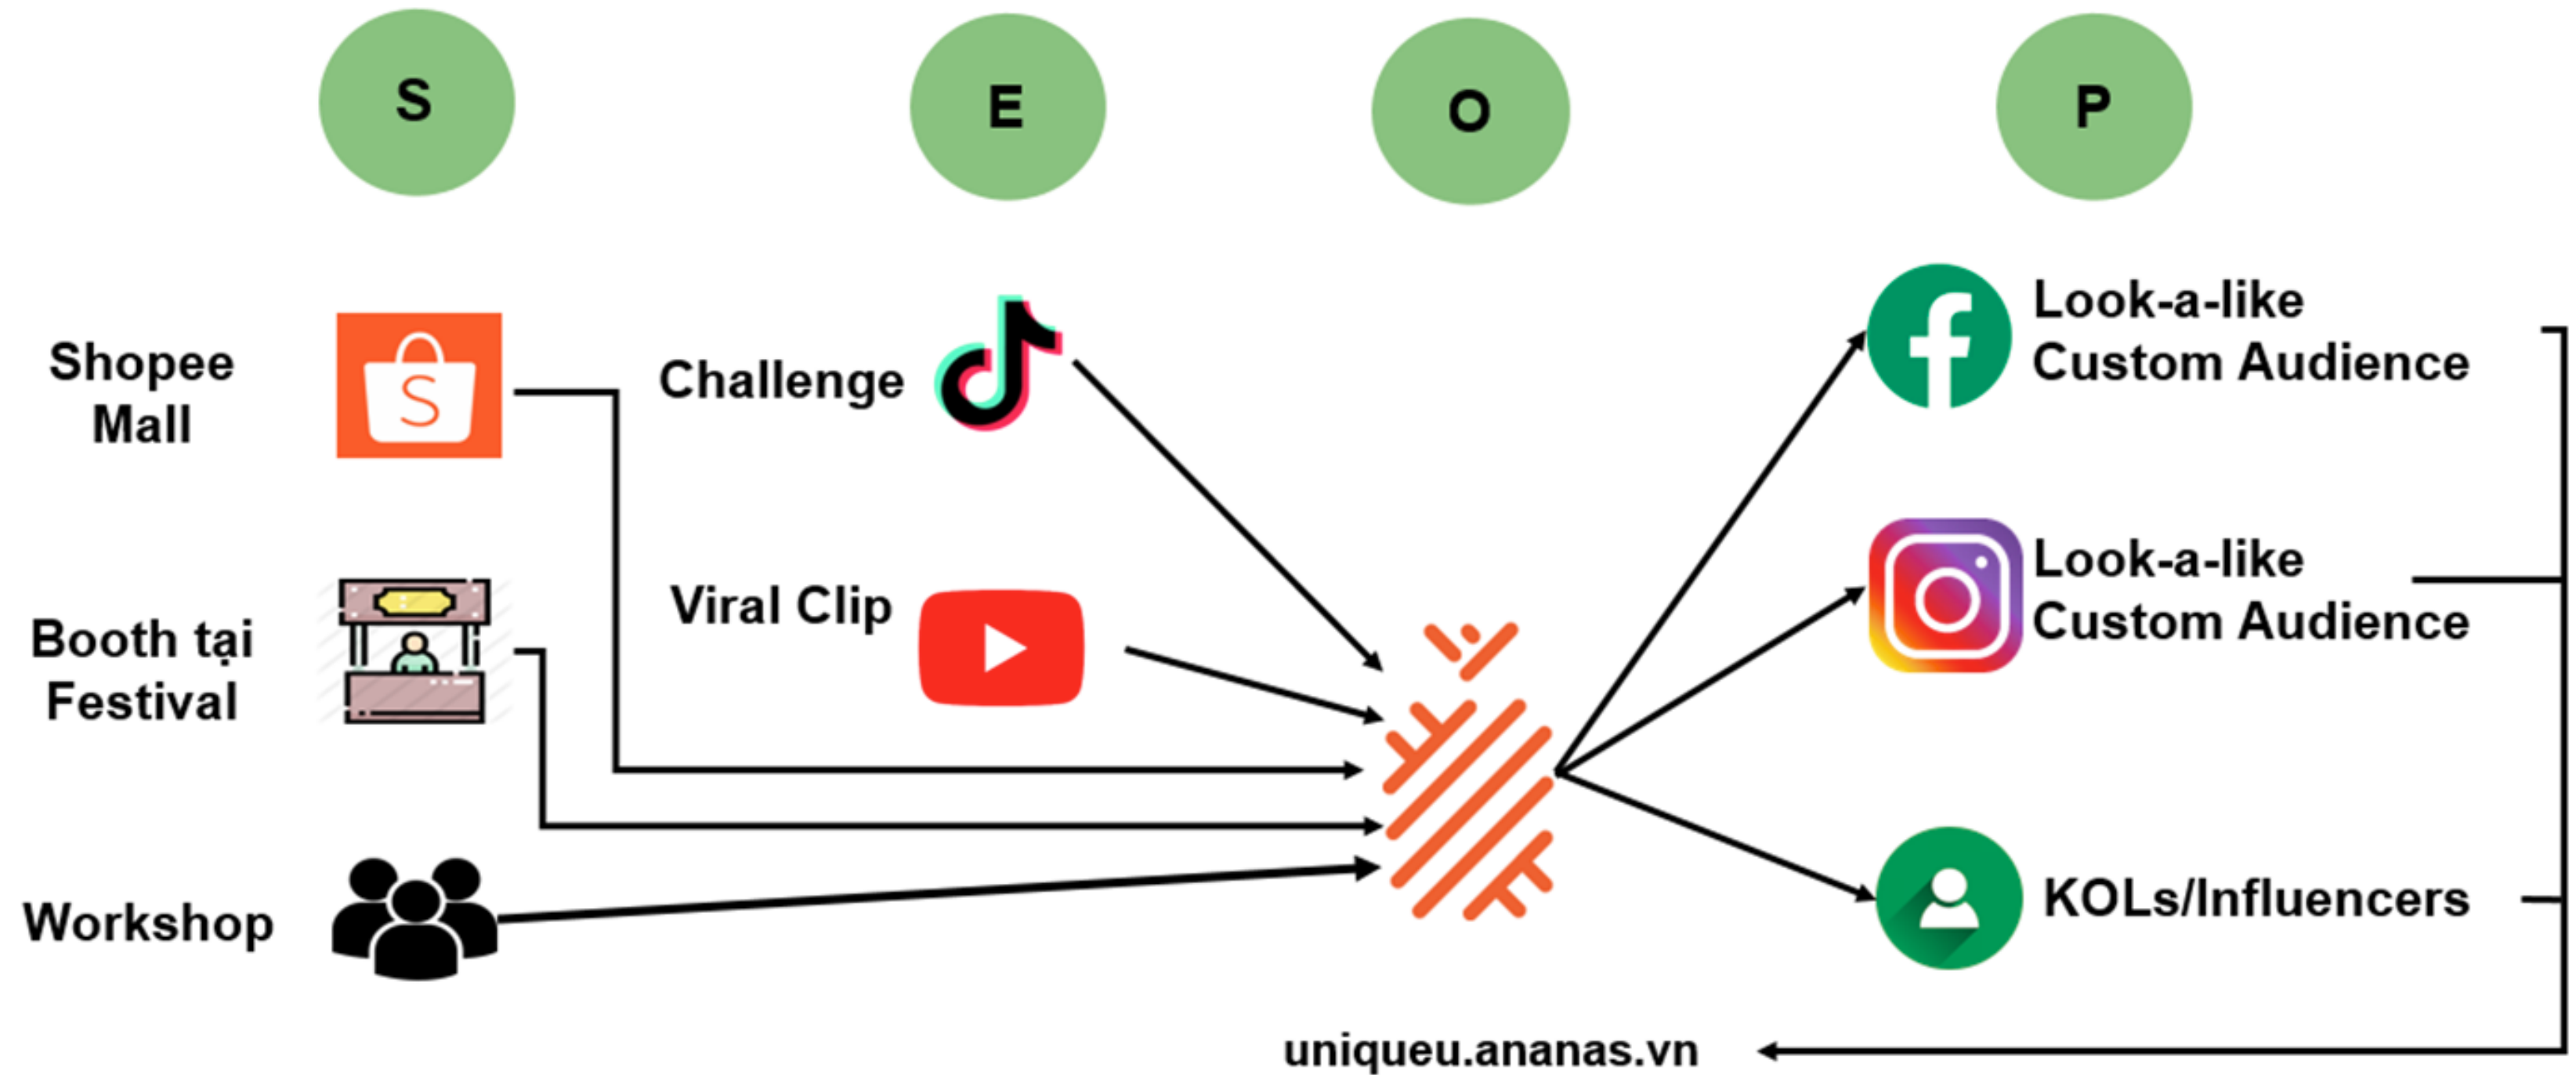 S
E
O
P
Shopee
Mall
S
Challenge
Look-a-like
Custom Audience
Booth tại
Festival
Viral Clip
Look-a-like
Custom Audience
Workshop
KOLs/Influencers
uniqueu.ananas.vn